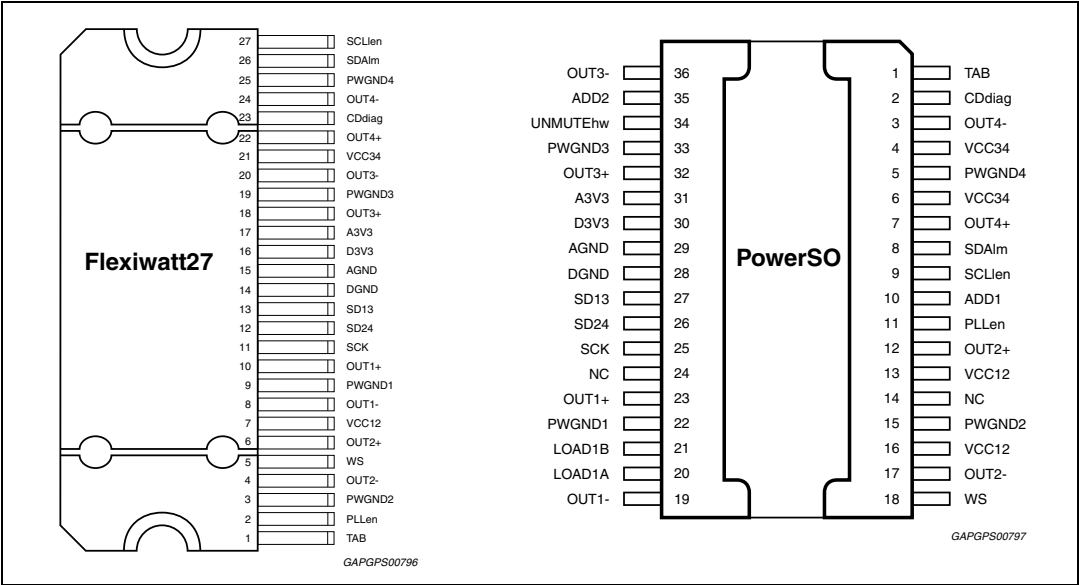 27 SCLlen
26 SDAlm
25 PWGND4
24 OUT4-
23 CDdiag
22 OUT4+
21 VCC34
20 OUT3-
19 PWGND3
18 OUT3+
17 A3V3
16 D3V3
15 AGND
14 DGND
13 SD13
12 SD24
11 SCK
10 OUT1+
9 PWGND1
8 OUT1-
7 VCC12
6 OUT2+
5 WS
4 OUT2-
3 PWGND2
2 PLLen
1 TAB
Flexiwatt27
GAPGPS00796
OUT3- 36 1 TAB
ADD2 35 2 CDdiag
UNMUTEhw 34 3 OUT4-
PWGND3 33 4 VCC34
OUT3+ 32 5 PWGND4
A3V3 31 6 VCC34
D3V3 30 7 OUT4+
AGND 29 8 SDAlm
DGND 28 9 SCLlen
SD13 27 10 ADD1
SD24 26 11 PLLen
SCK 25 12 OUT2+
NC 24 13 VCC12
OUT1+ 23 14 NC
PWGND1 22 15 PWGND2
LOAD1B 21 16 VCC12
LOAD1A 20 17 OUT2-
OUT1- 19 18 WS
PowerSO
GAPGPS00797